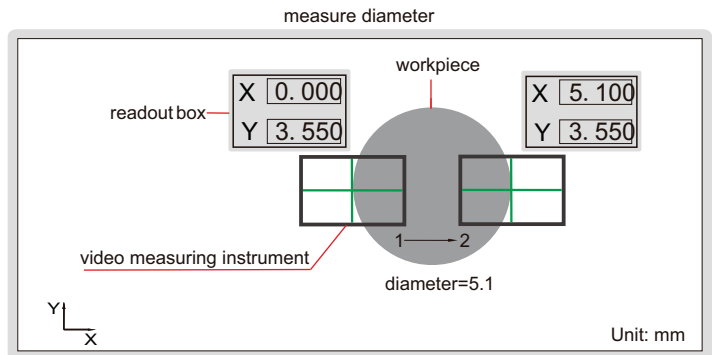 measure diameter
workpiece
X 0.000
Y 3.550
X 5.100
Y 3.550
readout box
1 2
video measuring instrument
diameter=5.1
Y
X
Unit: mm